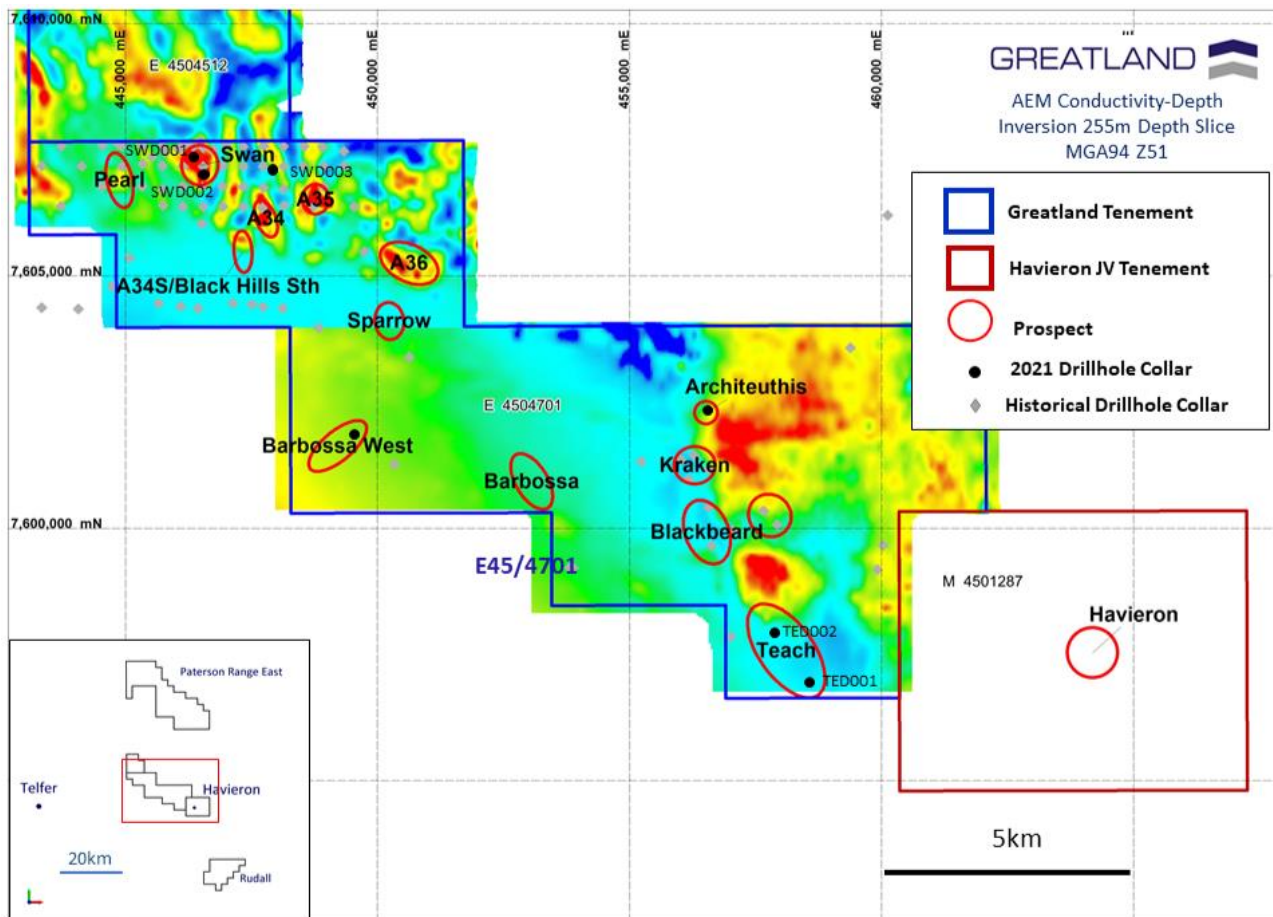 7,610,000 mN
445,000 mE
450,000 mE
455,000 mE
460,000 mE
E
GREATLAND
AEM Conductivity-Depth
Inversion 255m Depth Slice
MGA94 Z51
E 4504512
SWD001
Swan
SWD003
Pearl
SWD002
A35
A34
A36
7,605,000 mN
A34S/Black Hills Sth
Sparrow
Greatland Tenement
Havieron JV Tenement
Prospect
2021 Drillhole Collar
Historical Drillhole Collar
Architeuthis
E 4504701
Barbossa West
Kraken
Barbossa
7,600,000 mN
Blackbeard
E45/4701
M 4501287
Havieron
TED002
Teach
TED001
Paterson Range East
Telfer
Havieron
20km
Rudall
5km